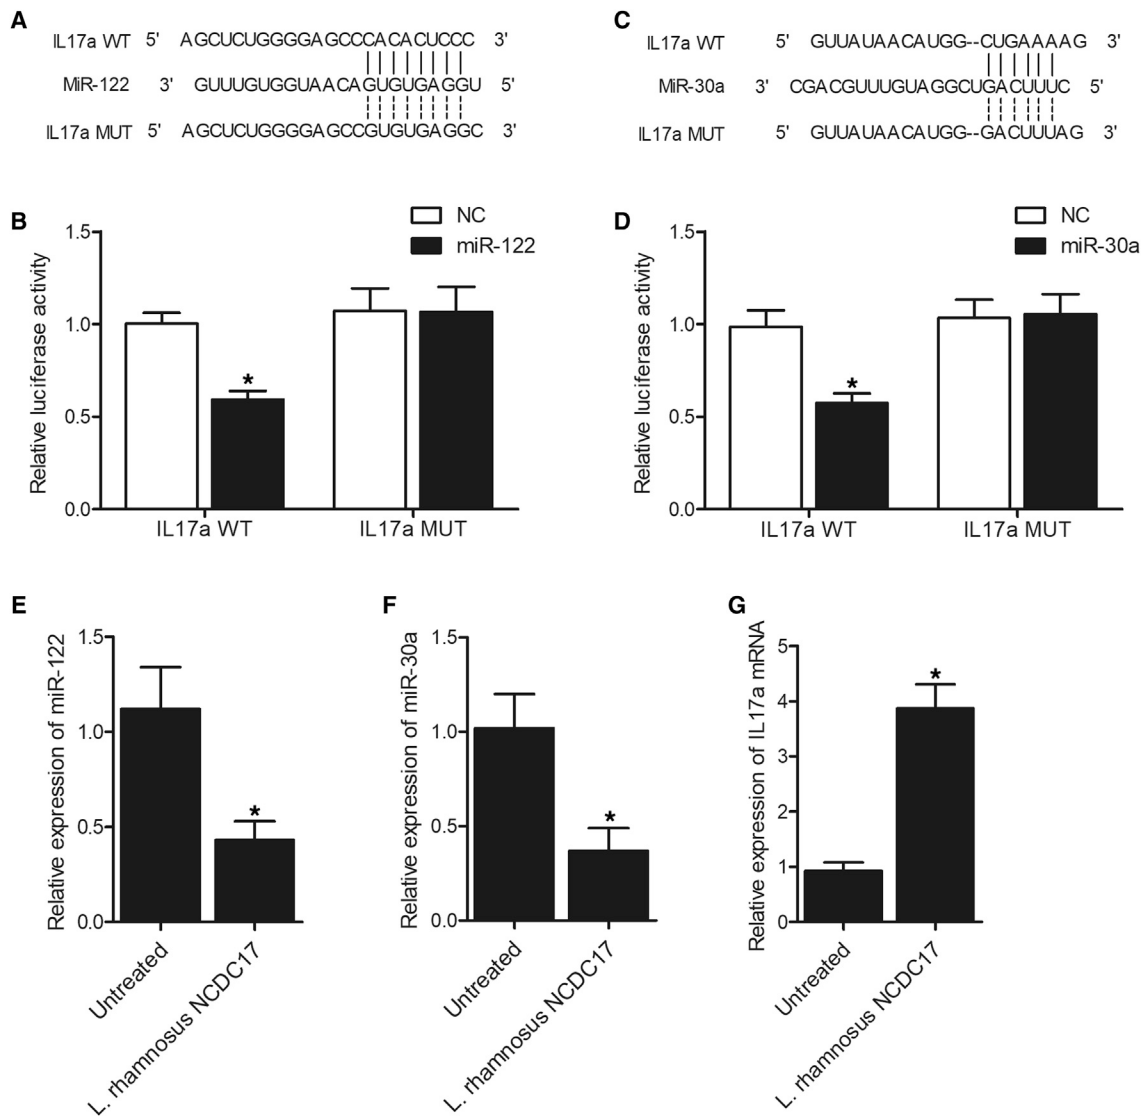 A
IL17a WT 5' AGCUCUGGGGAGCCCACACUCCC 3'
MiR-122 3' GUUUGUGGUAACAGUGUGAGGU 5'
IL17a MUT 5' AGCUCUGGGGAGCCGUGUGAGGC 3'
C
IL17a WT 5' GUUAUAACAUGG--CUGAAAAG 3'
MiR-30a 3' CGACGUUUGUAGGCUGACUUUC 5'
IL17a MUT 5' GUUAUAACAUGG--GACUUUAG 3'
B
NC
miR-122
Relative luciferase activity
1.5
1.0
0.5
0.0
*
IL17a WT
IL17a MUT
D
NC
miR-30a
Relative luciferase activity
1.5
1.0
0.5
0.0
*
IL17a WT
IL17a MUT
E
Relative expression of miR-122
1.5
1.0
0.5
0.0
*
Untreated
L. rhamnosus NCDC17
F
Relative expression of miR-30a
1.5
1.0
0.5
0.0
*
Untreated
L. rhamnosus NCDC17
G
Relative expression of IL17a mRNA
5
4
3
2
1
0
*
Untreated
L. rhamnosus NCDC17